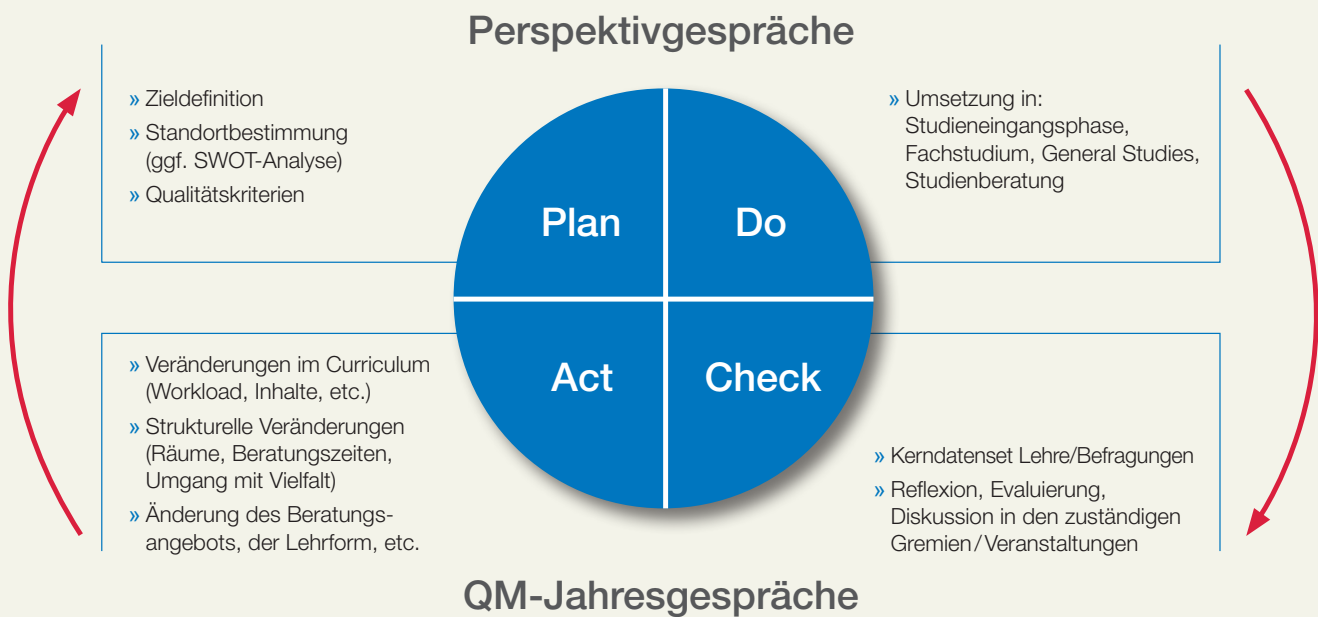 Perspektivgespräche
» Zieldefinition
» Standortbestimmung
(ggf. SWOT-Analyse)
» Qualitätskriterien
Plan
Do
» Umsetzung in:
Studieneingangsphase,
Fachstudium, General Studies,
Studienberatung
» Veränderungen im Curriculum
(Workload, Inhalte, etc.)
» Strukturelle Veränderungen
(Räume, Beratungszeiten,
Umgang mit Vielfalt)
» Änderung des Beratungs-
angebots, der Lehrform, etc.
Act
Check
» Kerndatenset Lehre/Befragungen
» Reflexion, Evaluierung,
Diskussion in den zuständigen
Gremien/Veranstaltungen
QM-Jahresgespräche